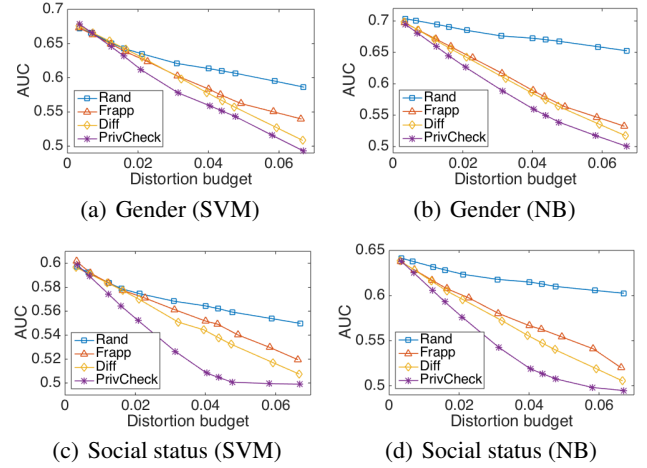 0.7
0.65
0.6
0.55
0.5
AUC
Rand
Frapp
Diff
PrivCheck
0 0.02 0.04 0.06
Distortion budget
(a) Gender (SVM)
0.7
0.65
0.6
0.55
0.5
AUC
Rand
Frapp
Diff
PrivCheck
0 0.02 0.04 0.06
Distortion budget
(b) Gender (NB)
0.6
0.58
0.56
0.54
0.52
0.5
AUC
Rand
Frapp
Diff
PrivCheck
0 0.02 0.04 0.06
Distortion budget
(c) Social status (SVM)
0.65
0.6
0.55
0.5
AUC
Rand
Frapp
Diff
PrivCheck
0 0.02 0.04 0.06
Distortion budget
(d) Social status (NB)